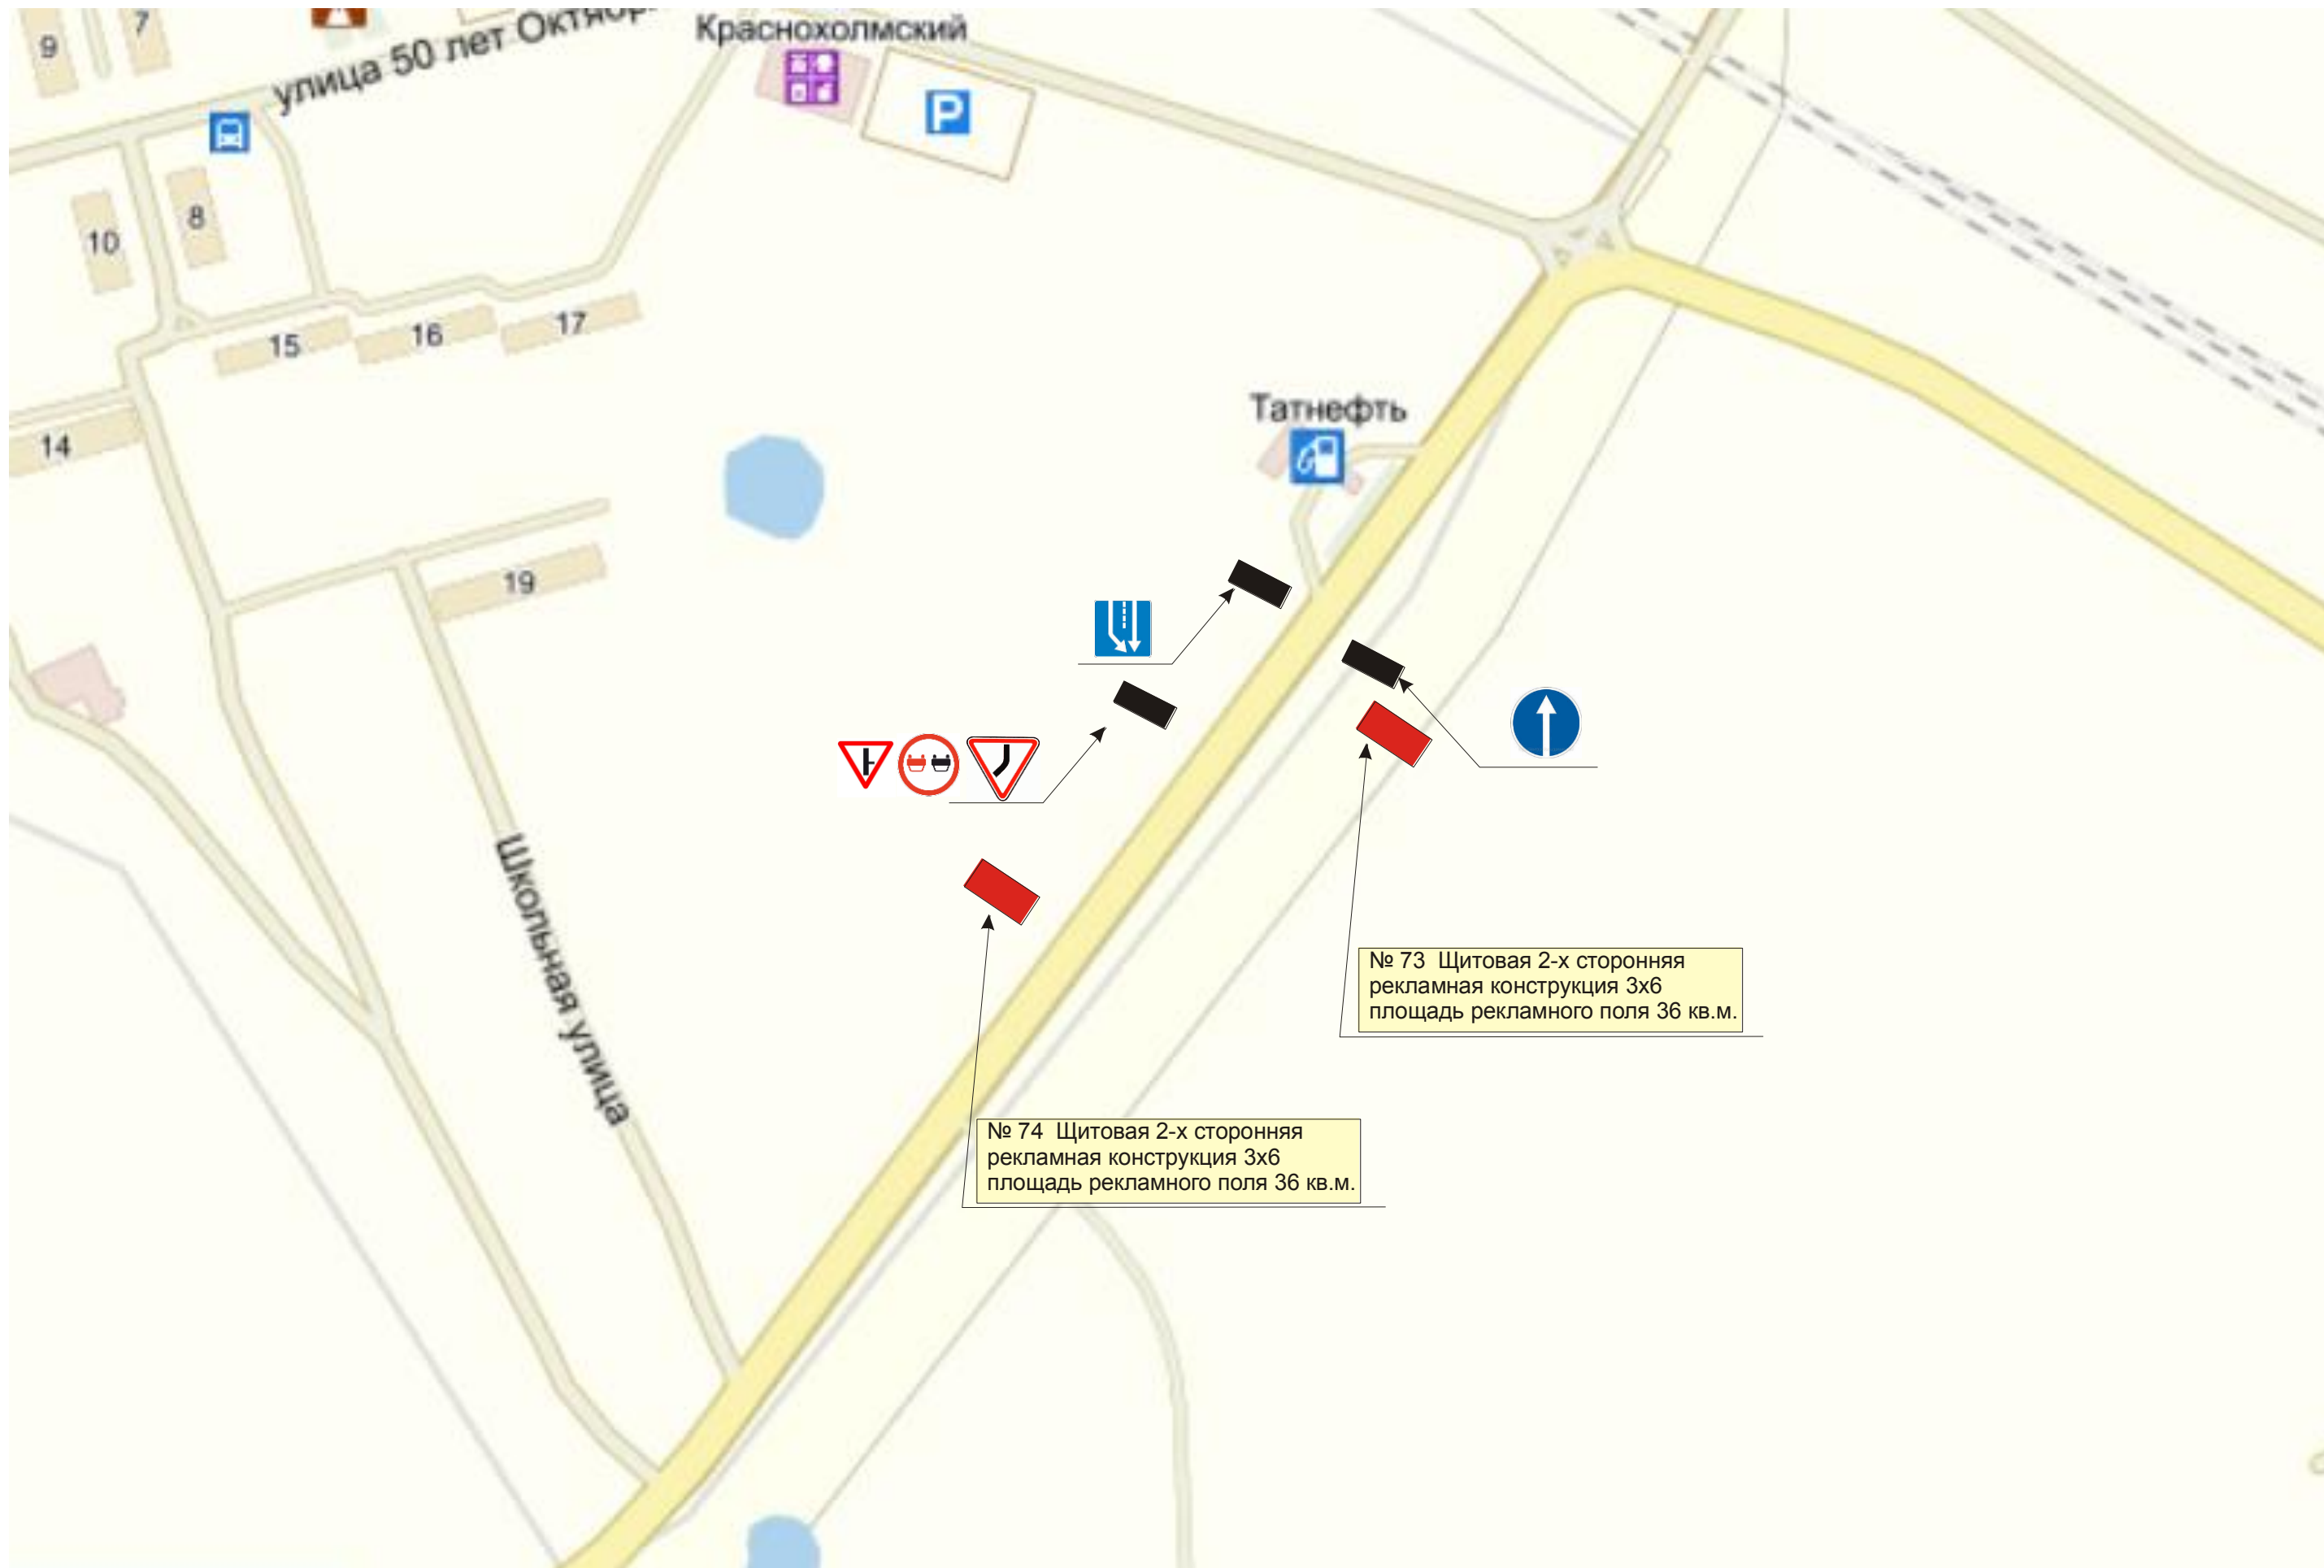 9
7
улица 50 лет Октябр
Краснохолмский
P
10
8
15
16
17
14
19
Татнефть
Школьная улица
№ 73 Щитовая 2-х сторонняя
рекламная конструкция 3х6
площадь рекламного поля 36 кв.м.
№ 74 Щитовая 2-х сторонняя
рекламная конструкция 3х6
площадь рекламного поля 36 кв.м.